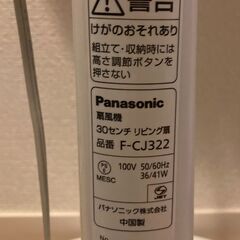 警告
けがのおそれあり
組立て・収納時には
高さ調節ボタンを
押さない
Panasonic
扇風機
30センチ リビング扇
品番 F-CJ322
100V 50/60Hz
36/41W
MESC
JET
パナソニック株式会社
中国製